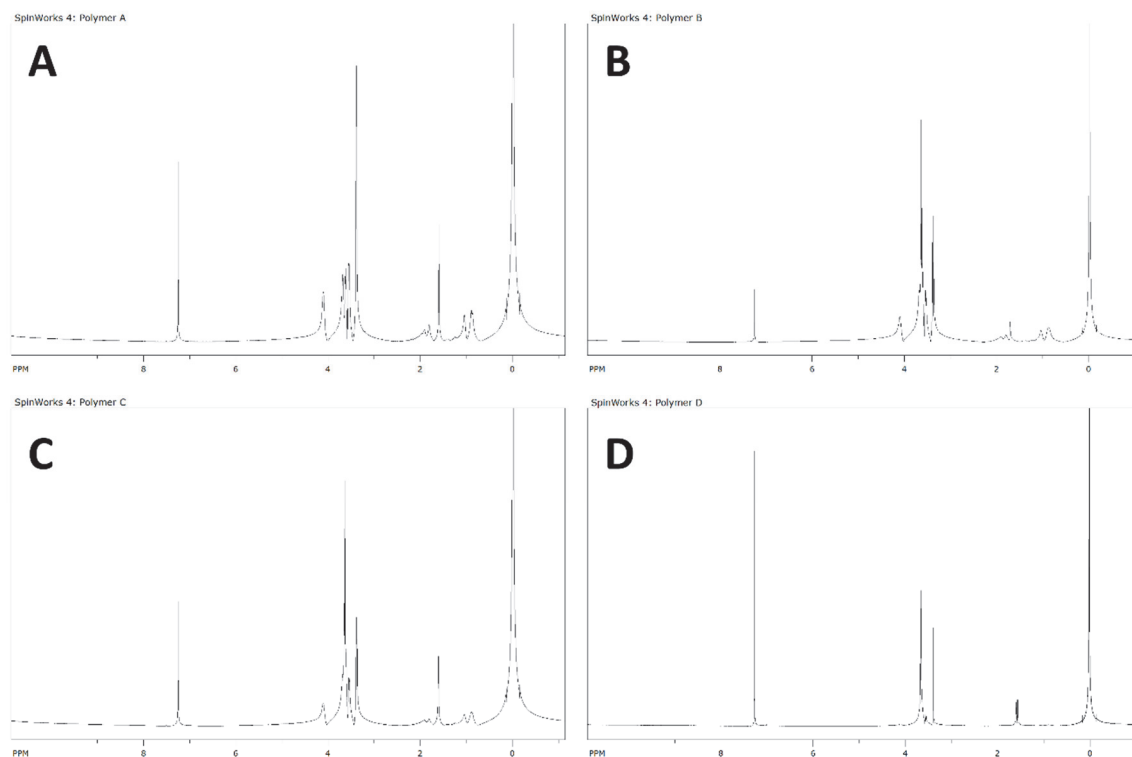 SpinWorks 4: Polymer A
A
PPM 8 6 4 2 0
SpinWorks 4: Polymer B
B
PPM 8 6 4 2 0
SpinWorks 4: Polymer C
C
PPM 8 6 4 2 0
SpinWorks 4: Polymer D
D
PPM 8 6 4 2 0